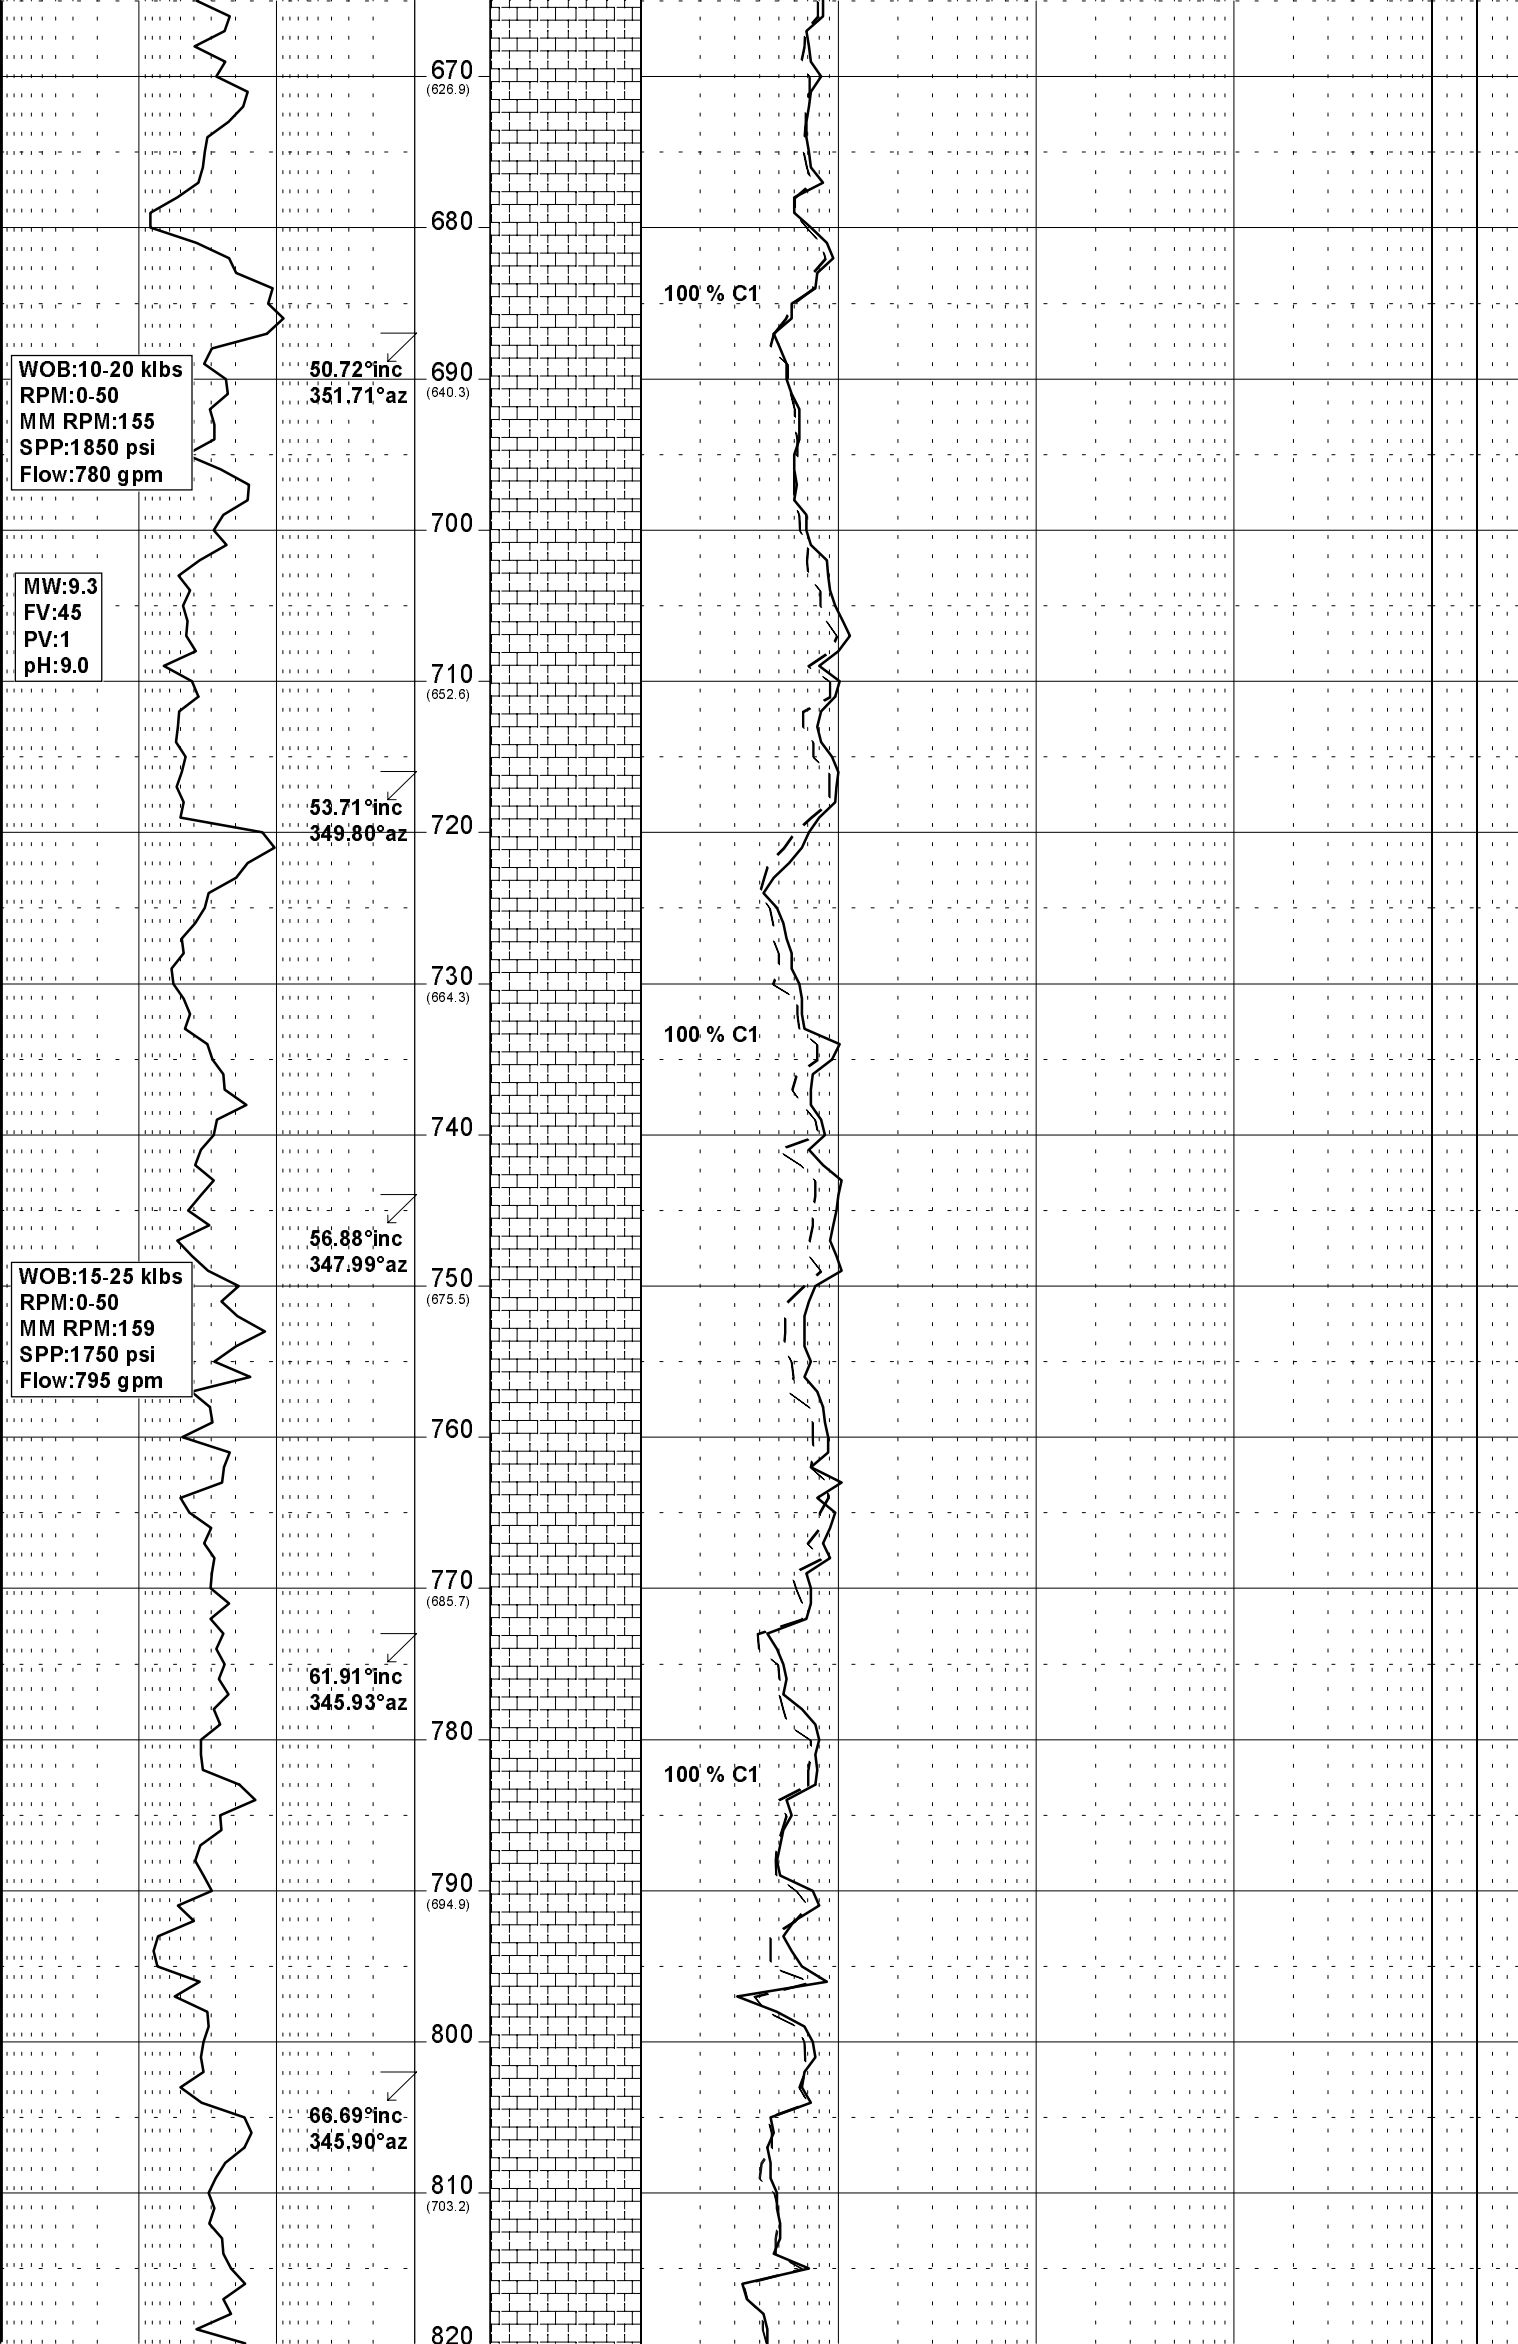 670
(626.9)
680
100 % C1
WOB:10-20 klbs
RPM:0-50
MM RPM:155
SPP:1850 psi
Flow:780 gpm
50.72°inc
351.71°az
690
(640.3)
700
MW:9.3
FV:45
PV:1
pH:9.0
710
(652.6)
53.71°inc
349.80°az
720
730
(664.3)
100 % C1
740
56.88°inc
347.99°az
WOB:15-25 klbs
RPM:0-50
MM RPM:159
SPP:1750 psi
Flow:795 gpm
750
(675.5)
760
770
(685.7)
61.91°inc
345.93°az
780
100 % C1
790
(694.9)
800
66.69°inc
345.90°az
810
(703.2)
820